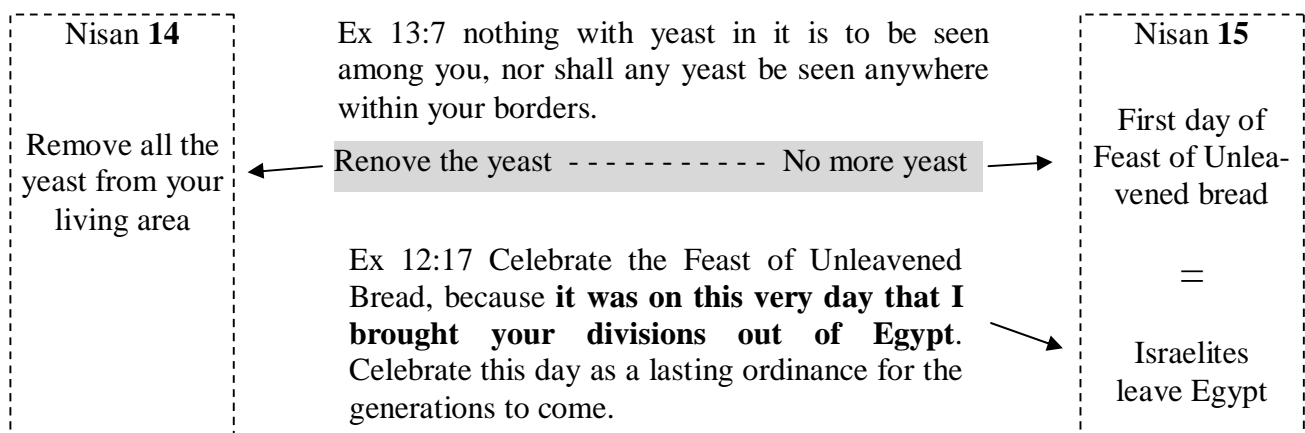 Nisan 14
Remove all the
yeast from your
living area
Ex 13:7 nothing with yeast in it is to be seen
among you, nor shall any yeast be seen anywhere
within your borders.
Renove the yeast - - - - - - - - - - - No more yeast
Ex 12:17 Celebrate the Feast of Unleavened
Bread, because it was on this very day that I
brought your divisions out of Egypt.
Celebrate this day as a lasting ordinance for the
generations to come.
Nisan 15
First day of
Feast of Unlea-
vened bread
=
Israelites
leave Egypt